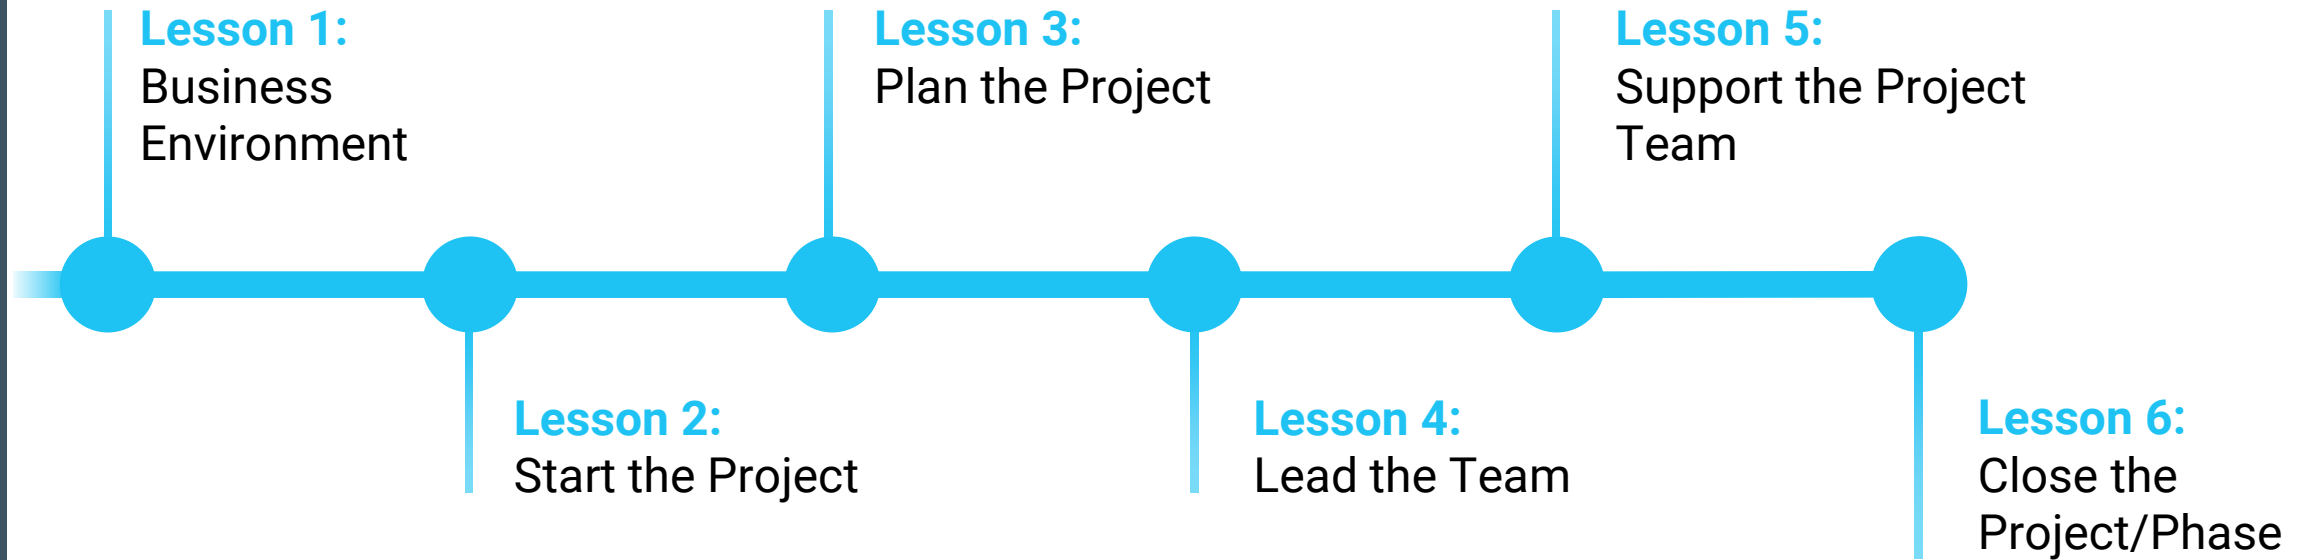 Lesson 1:
Business
Environment
Lesson 2:
Start the Project
Lesson 3:
Plan the Project
Lesson 4:
Lead the Team
Lesson 5:
Support the Project
Team
Lesson 6:
Close the
Project/Phase